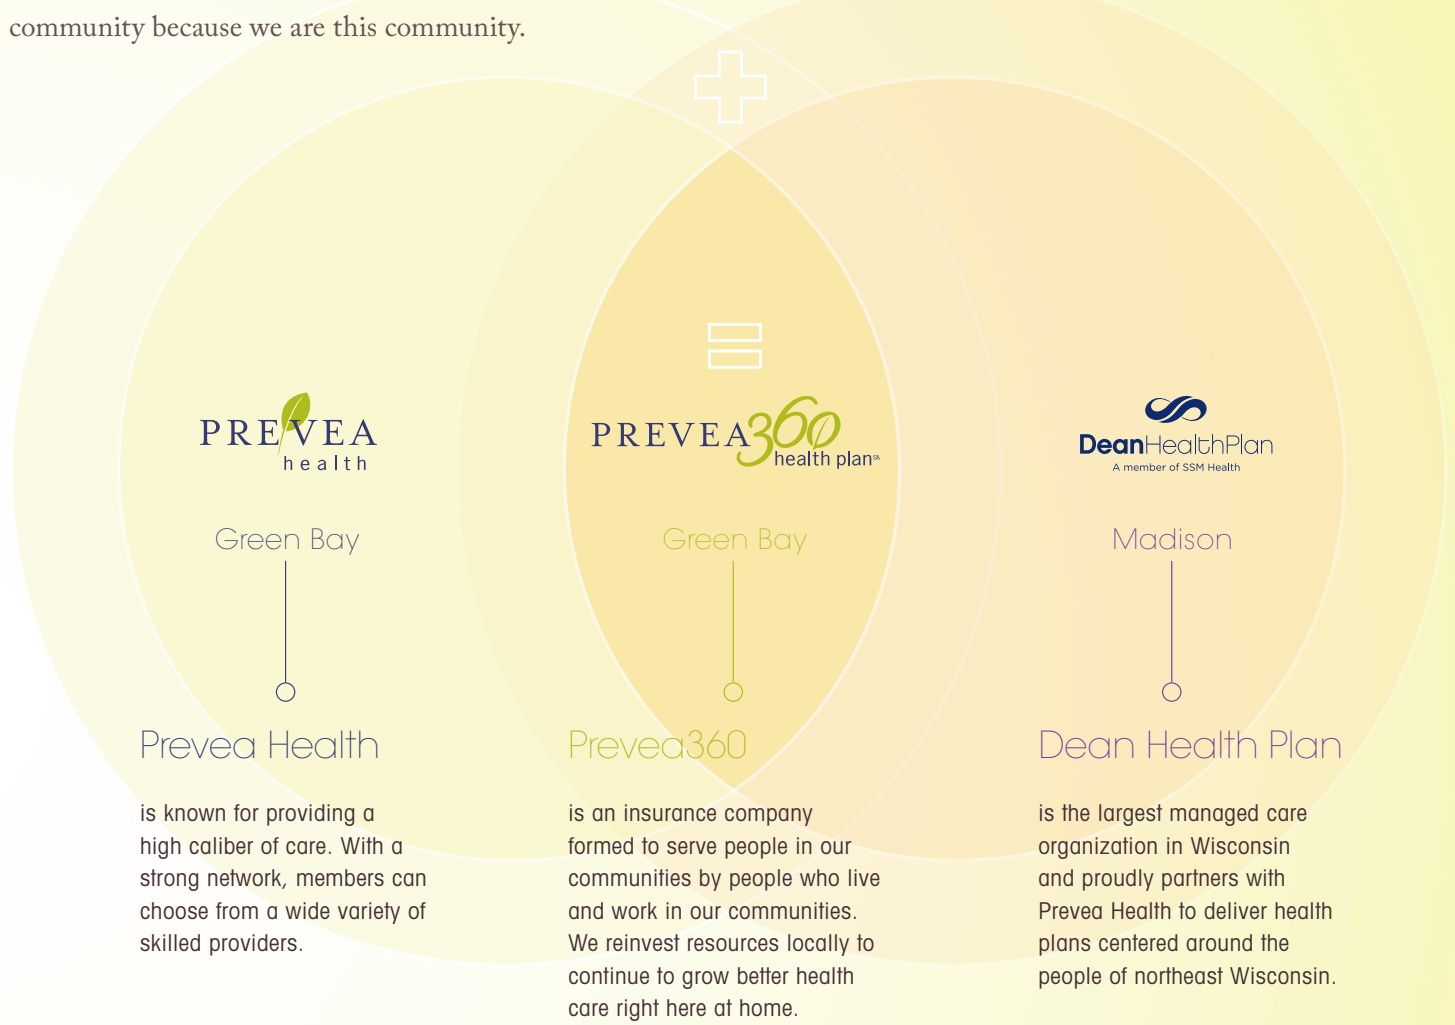 community because we are this community.
PREVEA
health
PREVEA360
health plan℠
DeanHealthPlan
A member of SSM Health
Green Bay
Green Bay
Madison
Prevea Health
is known for providing a
high caliber of care. With a
strong network, members can
choose from a wide variety of
skilled providers.
Prevea360
is an insurance company
formed to serve people in our
communities by people who live
and work in our communities.
We reinvest resources locally to
continue to grow better health
care right here at home.
Dean Health Plan
is the largest managed care
organization in Wisconsin
and proudly partners with
Prevea Health to deliver health
plans centered around the
people of northeast Wisconsin.